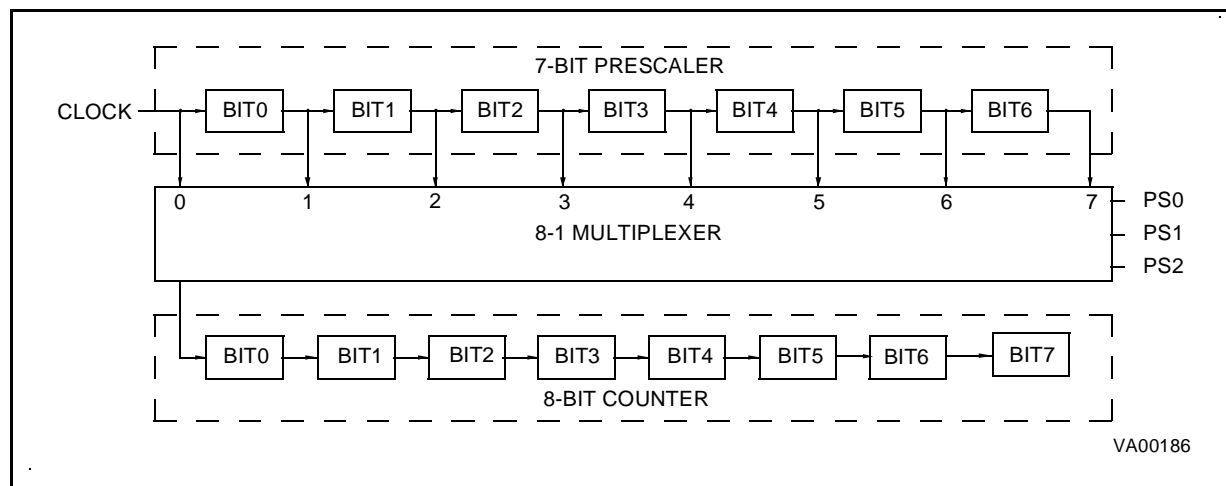 7-BIT PRESCALER
CLOCK BIT0 BIT1 BIT2 BIT3 BIT4 BIT5 BIT6
0 1 2 3 4 5 6 7 PS0
8-1 MULTIPLEXER PS1
PS2
BIT0 BIT1 BIT2 BIT3 BIT4 BIT5 BIT6 BIT7
8-BIT COUNTER
VA00186